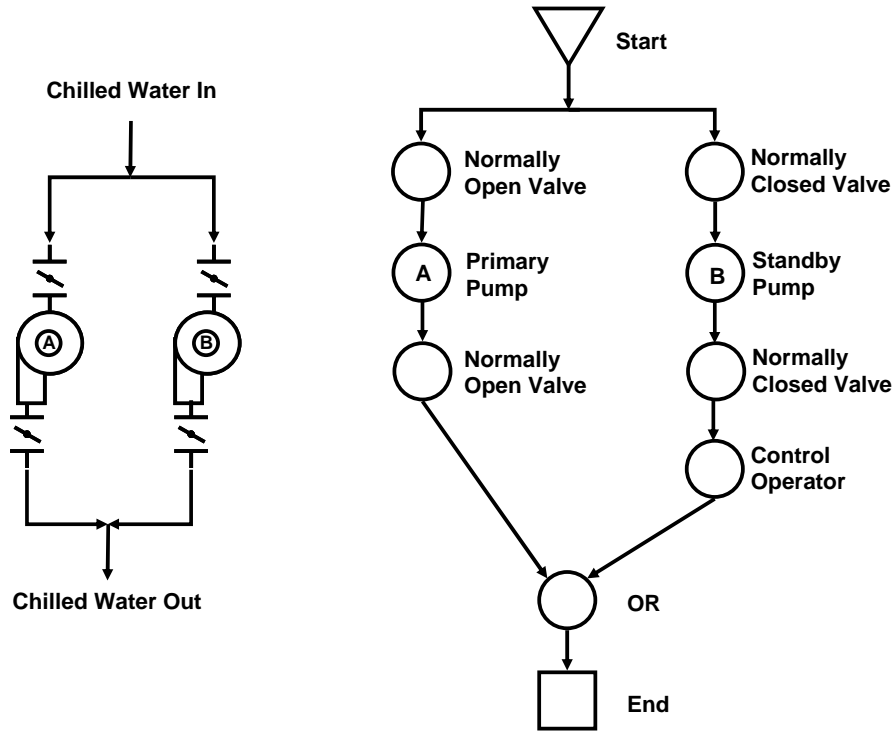 Chilled Water In
A
B
Chilled Water Out
Start
Normally
Open Valve
Normally
Closed Valve
A
Primary
Pump
B
Standby
Pump
Normally
Open Valve
Normally
Closed Valve
Control
Operator
OR
End